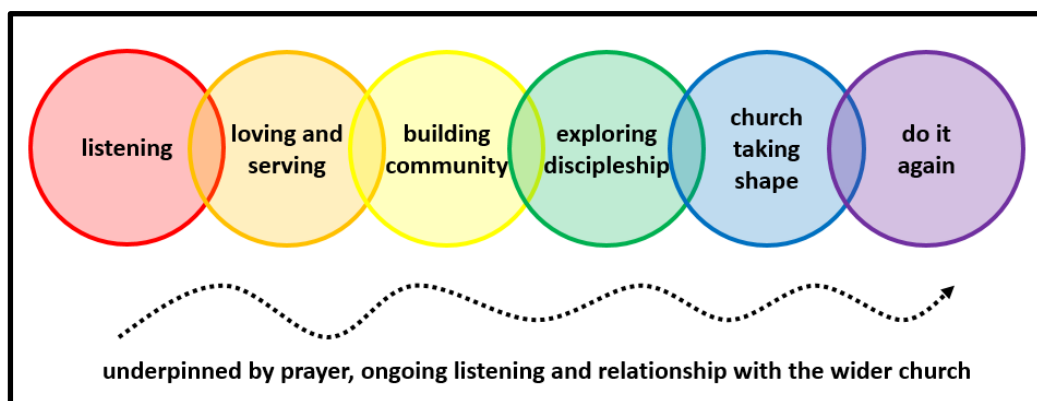 listening
loving and
serving
building
community
exploring
discipleship
church
taking
shape
do it
again
underpinned by prayer, ongoing listening and relationship with the wider church